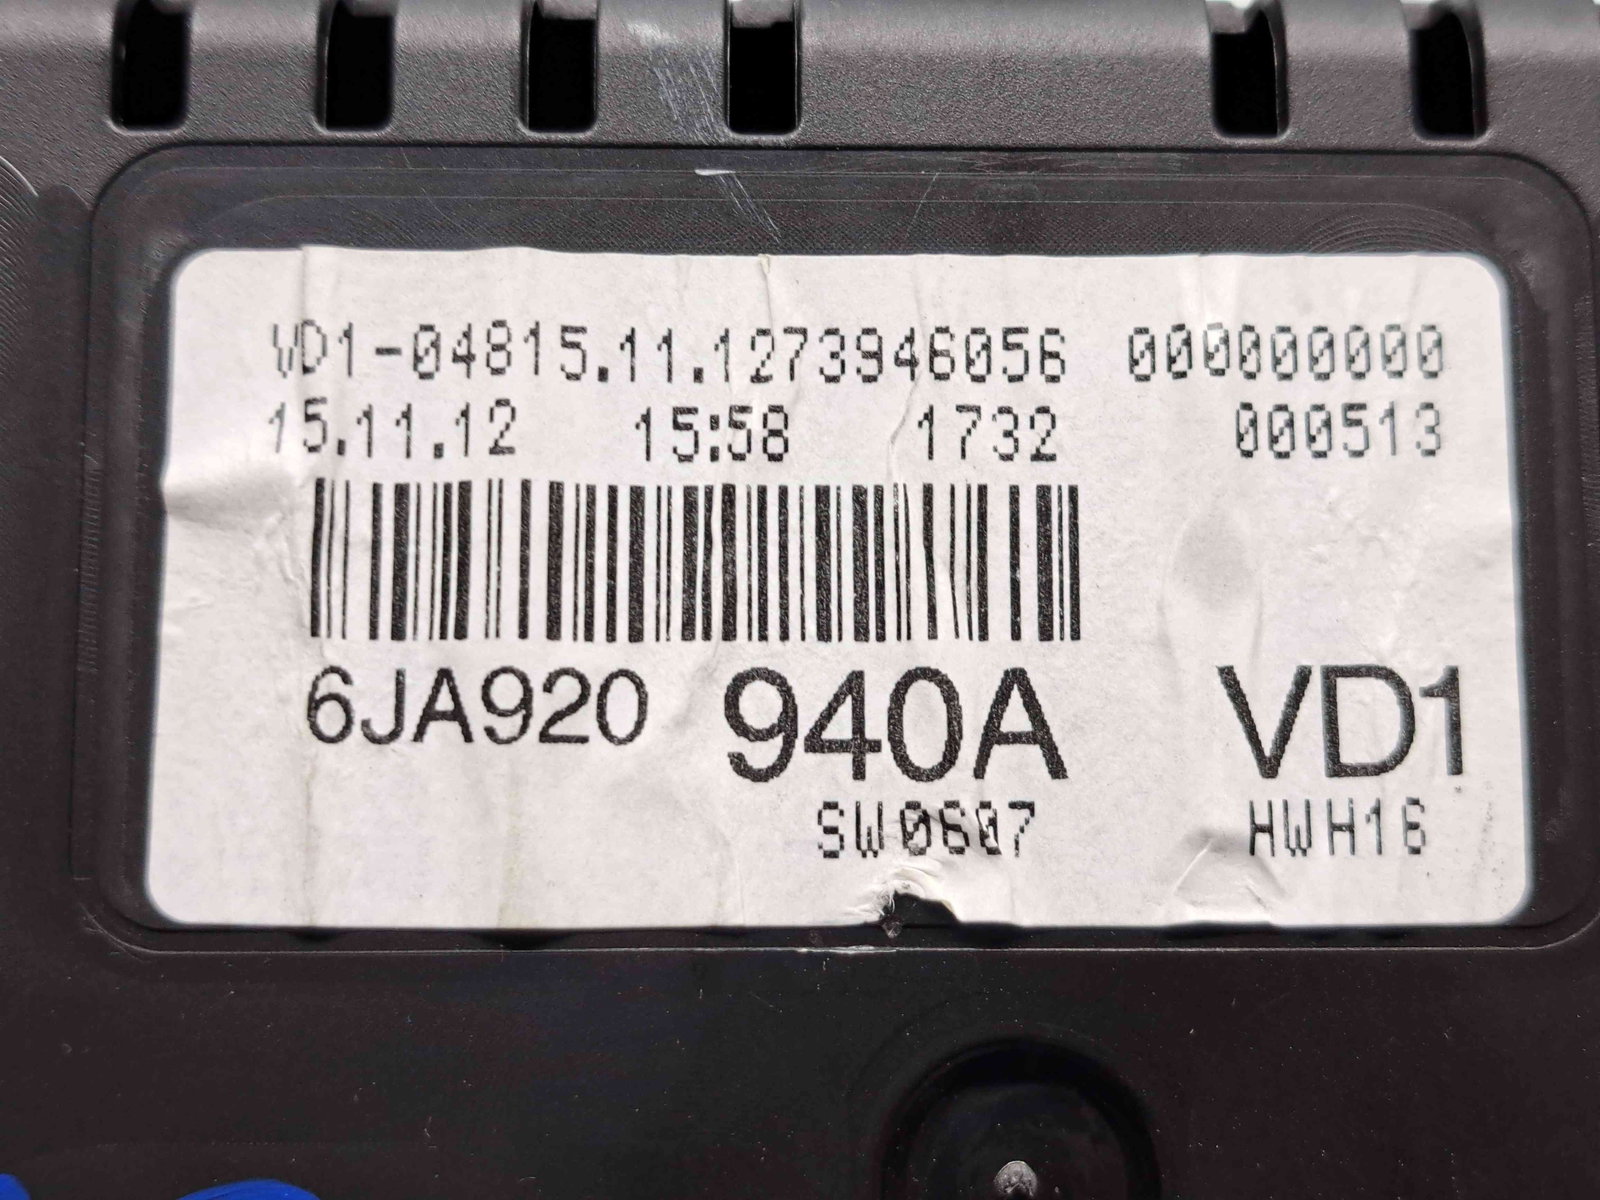 VD1-04815.11.1273946056 000000000
15.11.12 15:58 1732 000513
6JA920 940A VD1
SW0607 HWH16